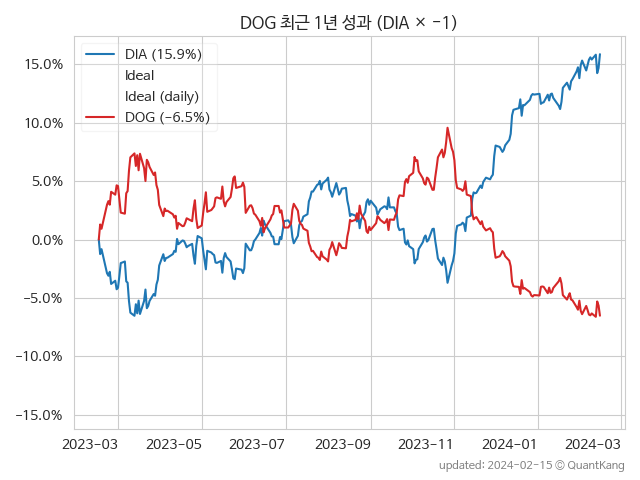 DOG 최근 1년 성과 (DIA × −1)
DIA (15.9%)
Ideal
Ideal (daily)
DOG (−6.5%)
15.0%
10.0%
5.0%
0.0%
−5.0%
−10.0%
−15.0%
2023-03 2023-05 2023-07 2023-09 2023-11 2024-01 2024-03
updated: 2024-02-15 © QuantKang